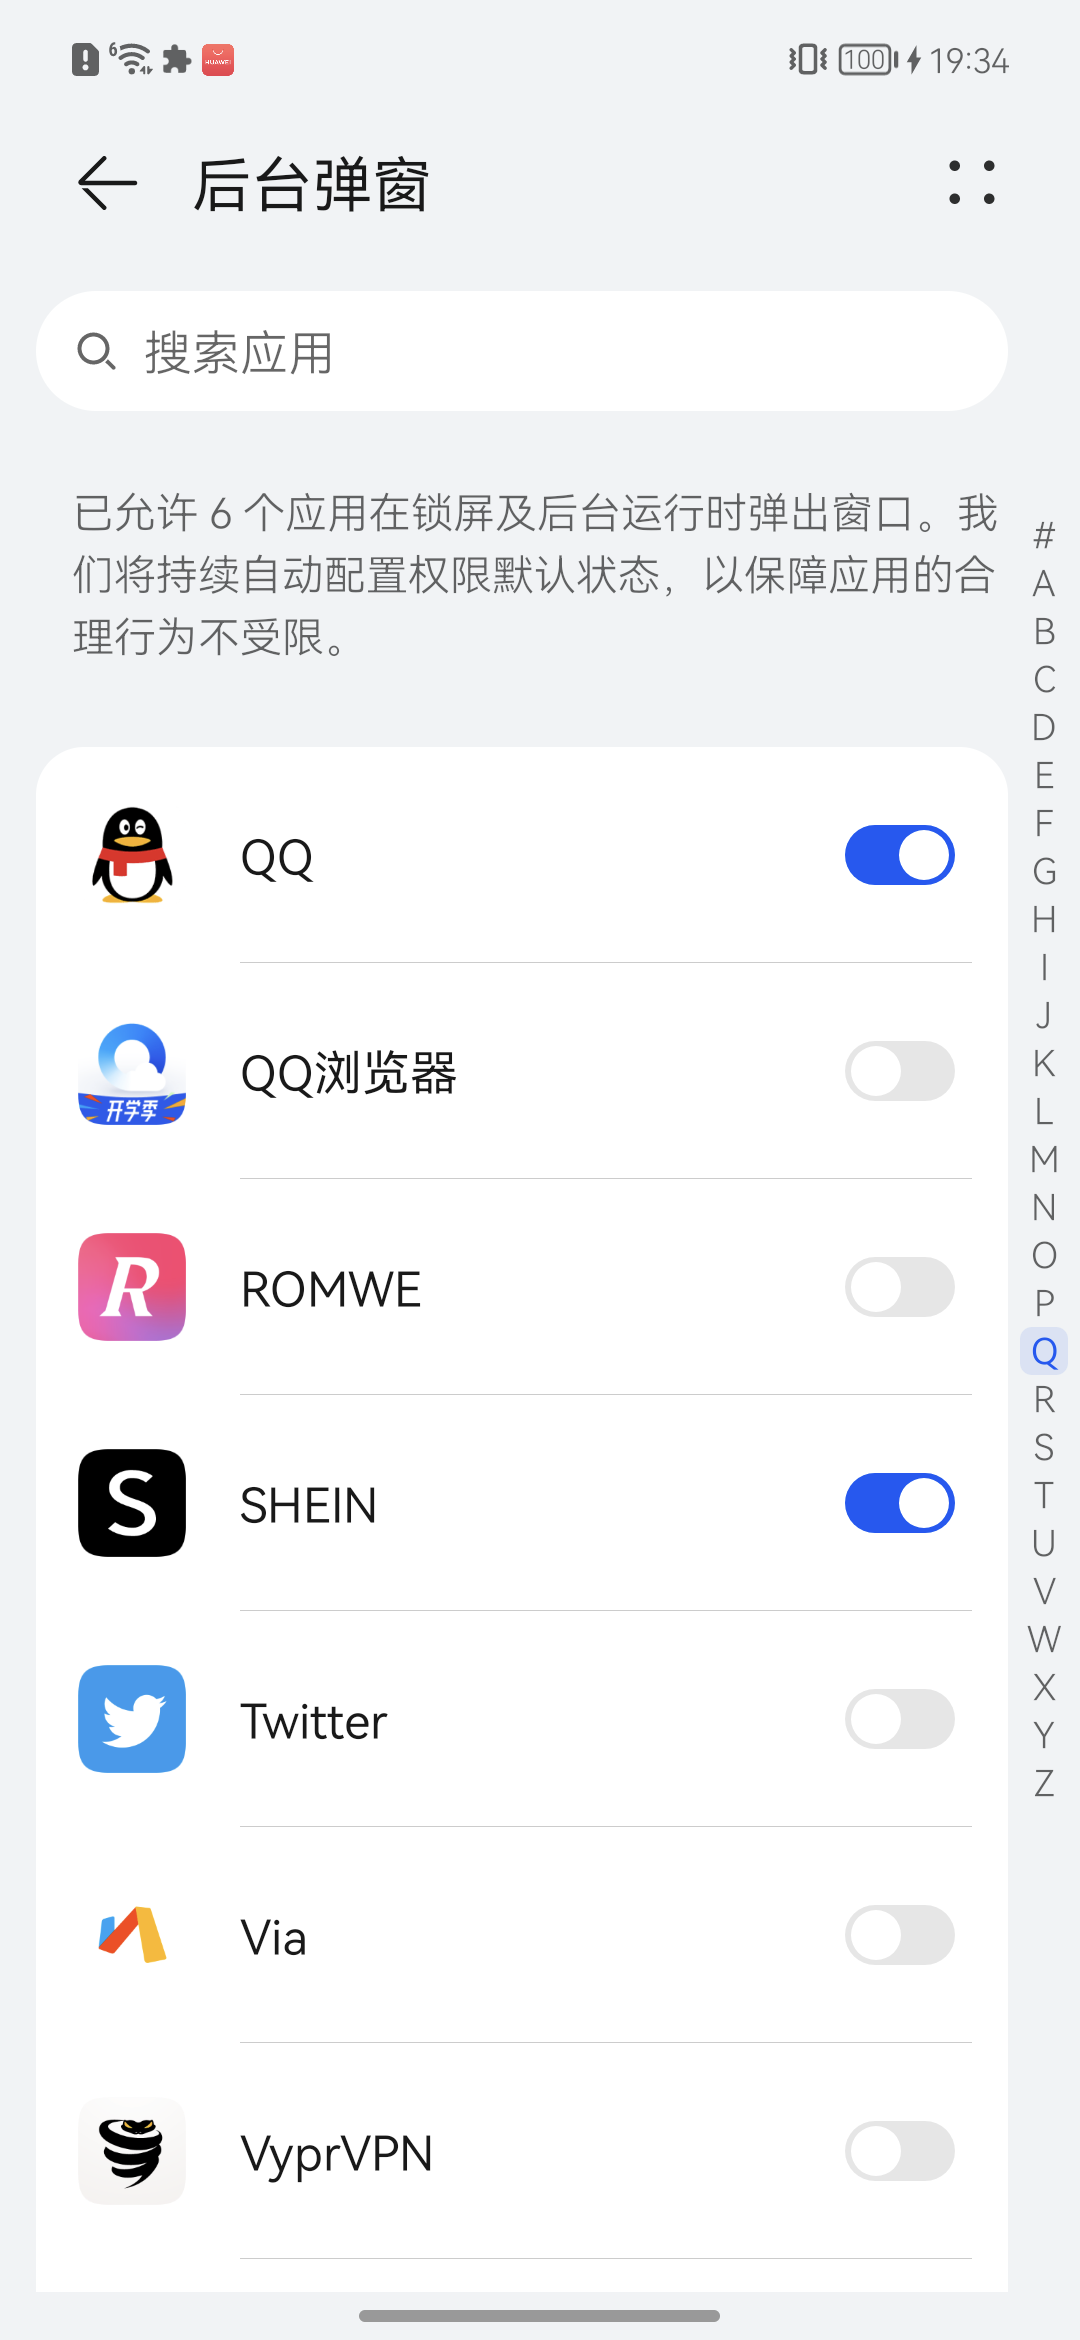 6 HUAWEI 100 19:34
后台弹窗
搜索应用
已允许 6 个应用在锁屏及后台运行时弹出窗口。我
们将持续自动配置权限默认状态，以保障应用的合
理行为不受限。
QQ
开学季
QQ浏览器
R
ROMWE
S
SHEIN
Twitter
Via
VyprVPN
#
A
B
C
D
E
F
G
H
I
J
K
L
M
N
O
P
Q
R
S
T
U
V
W
X
Y
Z